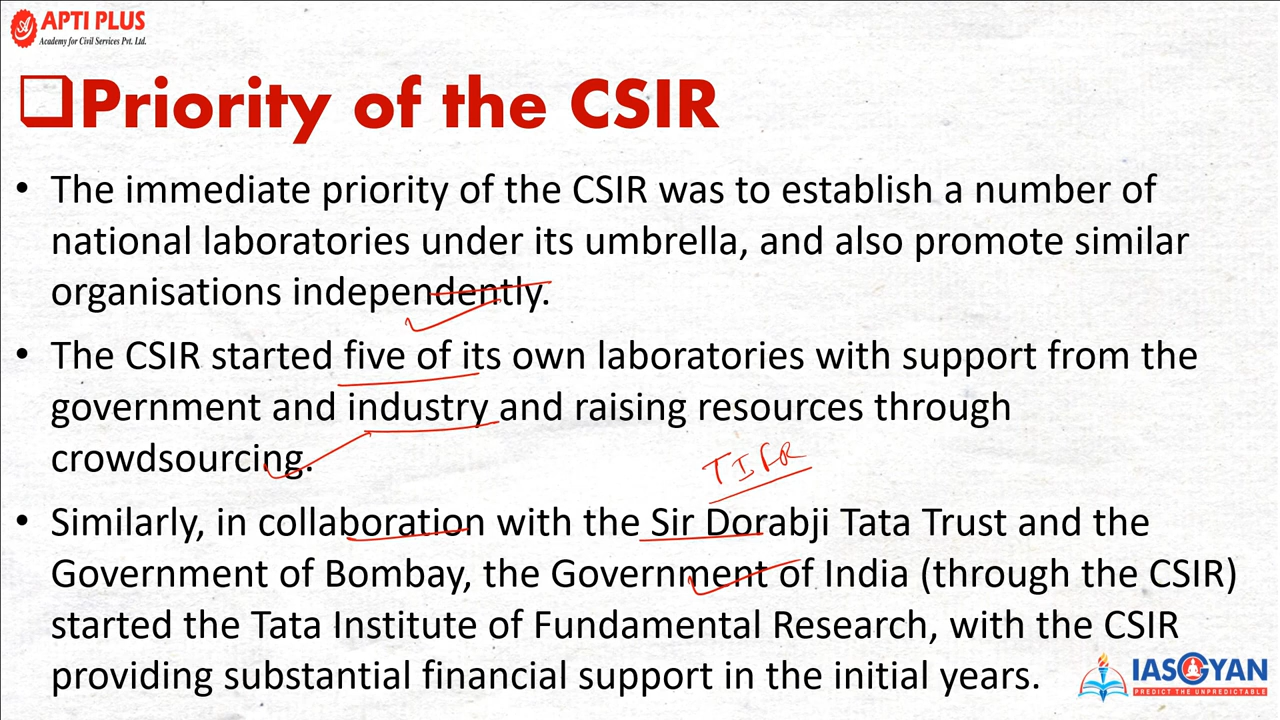 APTI PLUS
Academy for Civil Services Pvt. Ltd.
Priority of the CSIR
• The immediate priority of the CSIR was to establish a number of
national laboratories under its umbrella, and also promote similar
organisations independently.
• The CSIR started five of its own laboratories with support from the
government and industry and raising resources through
crowdsourcing.
TIFR
• Similarly, in collaboration with the Sir Dorabji Tata Trust and the
Government of Bombay, the Government of India (through the CSIR)
started the Tata Institute of Fundamental Research, with the CSIR
providing substantial financial support in the initial years.
IASGYAN
PREDICT THE UNPREDICTABLE